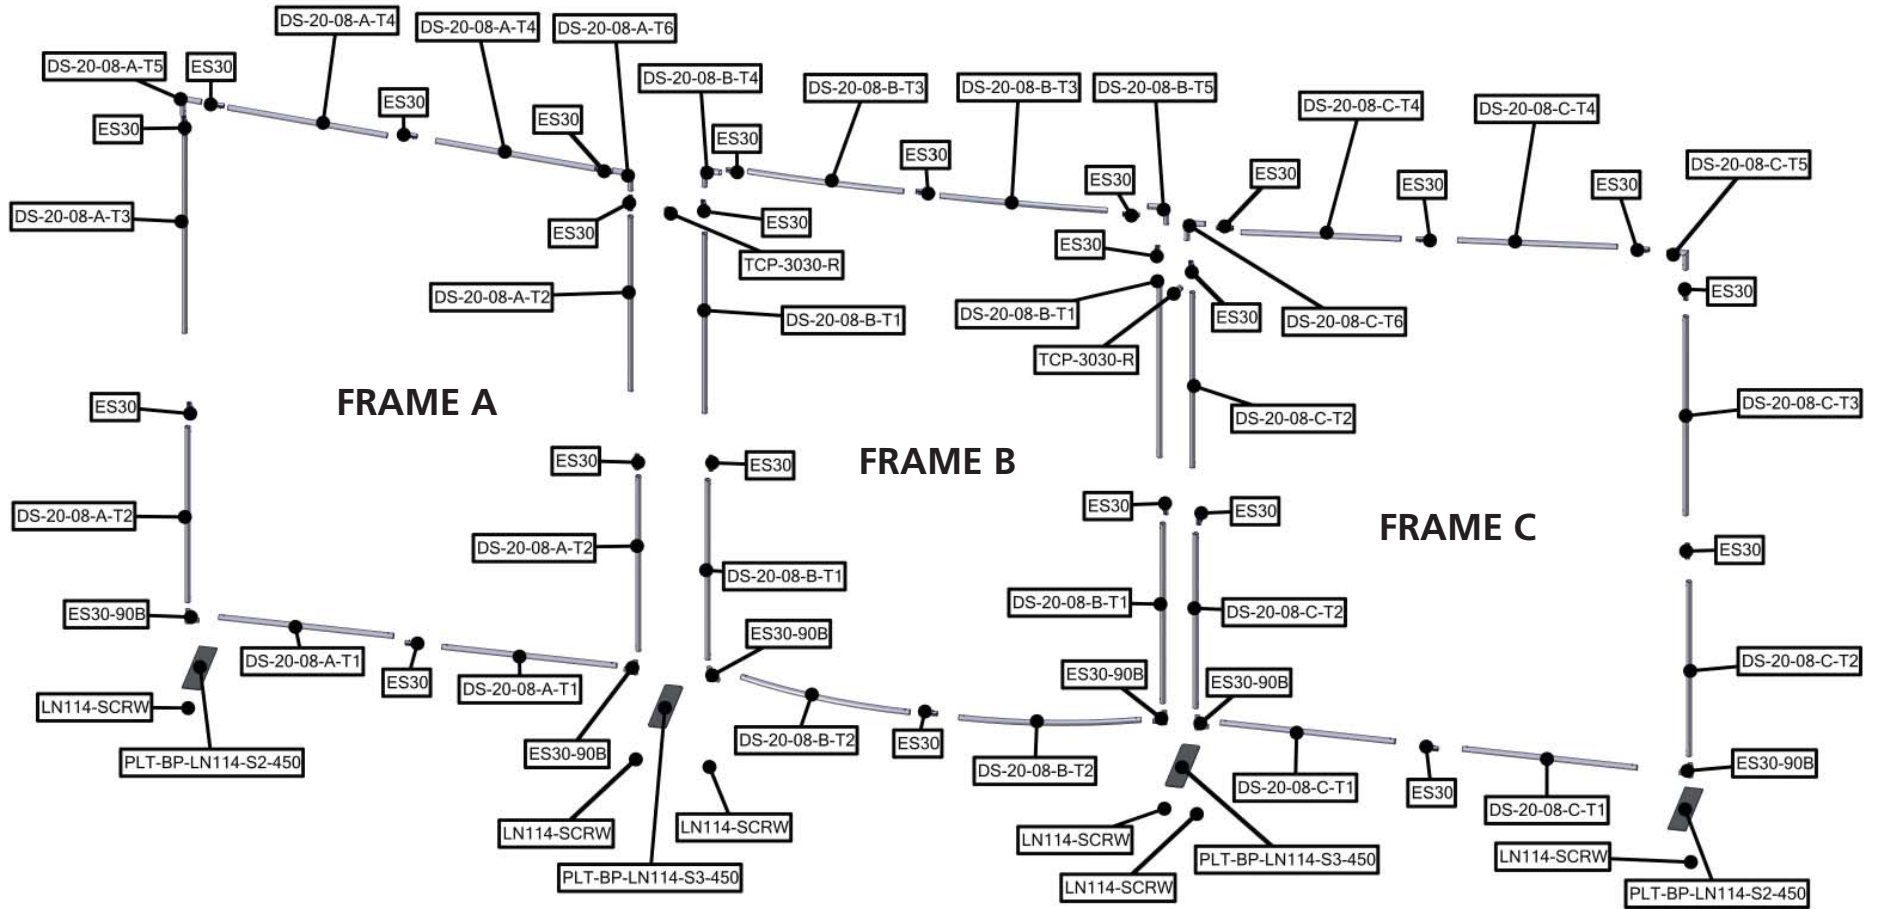 DS-20-08-A-T4
DS-20-08-A-T4
DS-20-08-A-T6
DS-20-08-A-T5
ES30
DS-20-08-B-T4
DS-20-08-B-T3
DS-20-08-B-T3
DS-20-08-B-T5
DS-20-08-C-T4
DS-20-08-C-T4
ES30
ES30
ES30
ES30
ES30
ES30
ES30
ES30
ES30
DS-20-08-C-T5
DS-20-08-A-T3
ES30
ES30
TCP-3030-R
ES30
ES30
DS-20-08-A-T2
DS-20-08-B-T1
DS-20-08-B-T1
ES30
DS-20-08-C-T6
TCP-3030-R
ES30
FRAME A
DS-20-08-C-T2
DS-20-08-C-T3
ES30
ES30
ES30
FRAME B
ES30
ES30
FRAME C
DS-20-08-A-T2
DS-20-08-A-T2
DS-20-08-B-T1
ES30
DS-20-08-B-T1
DS-20-08-C-T2
ES30-90B
ES30-90B
DS-20-08-A-T1
ES30
DS-20-08-A-T1
ES30-90B
ES30-90B
DS-20-08-C-T2
LN114-SCRW
PLT-BP-LN114-S2-450
ES30-90B
DS-20-08-B-T2
ES30
DS-20-08-B-T2
DS-20-08-C-T1
ES30
DS-20-08-C-T1
ES30-90B
LN114-SCRW
LN114-SCRW
PLT-BP-LN114-S3-450
LN114-SCRW
LN114-SCRW
PLT-BP-LN114-S3-450
LN114-SCRW
PLT-BP-LN114-S2-450